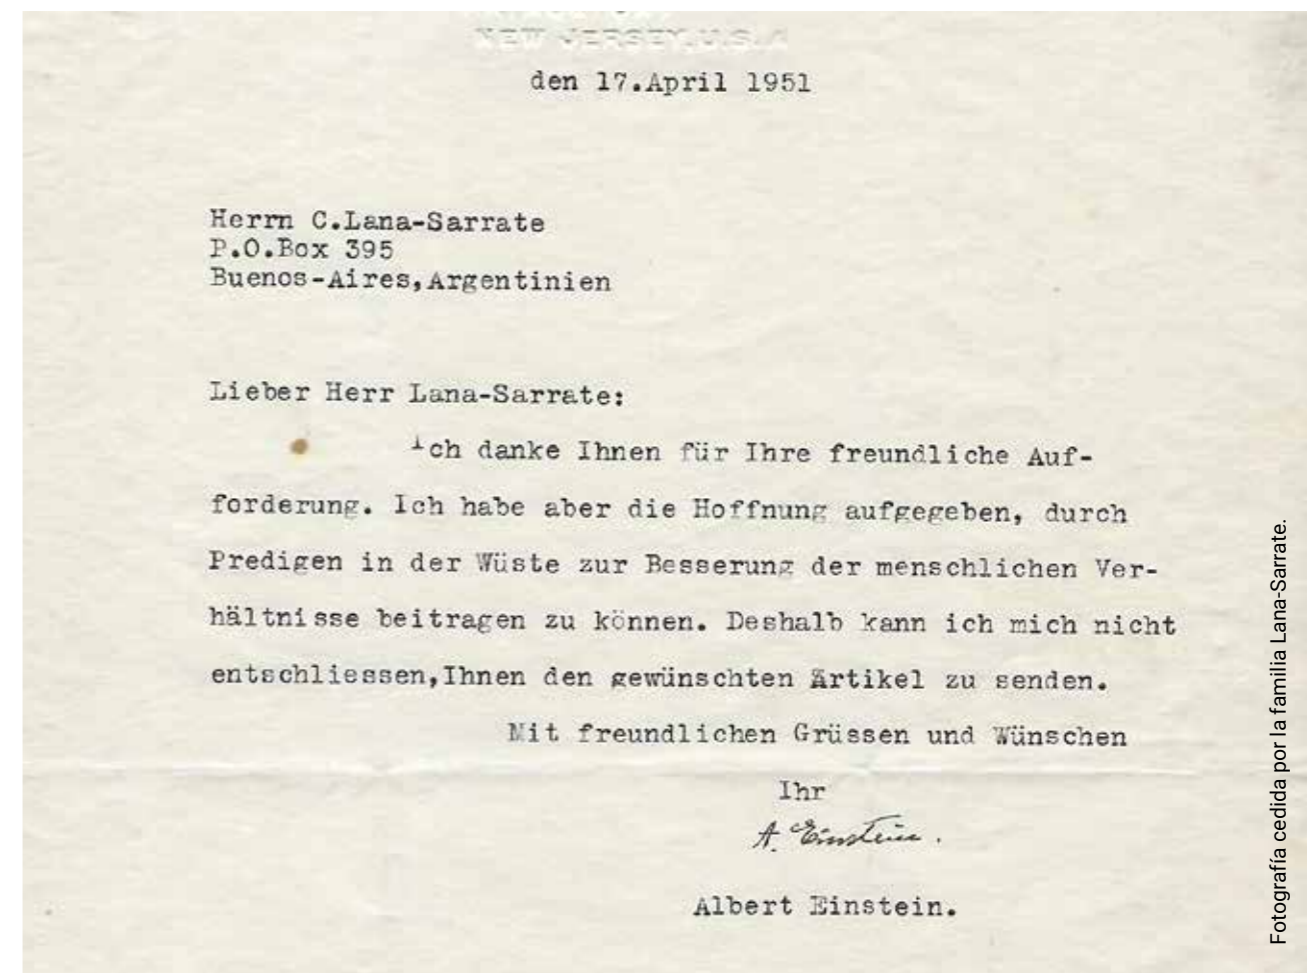 NEW JERSEY, U.S.A
den 17.April 1951
Herrn C.Lana-Sarrate
P.O.Box 395
Buenos-Aires,Argentinien
Lieber Herr Lana-Sarrate:
Ich danke Ihnen für Ihre freundliche Auf-
forderung. Ich habe aber die Hoffnung aufgegeben, durch
Predigen in der Wüste zur Besserung der menschlichen Ver-
hältnisse beitragen zu können. Deshalb kann ich mich nicht
entschliessen,Ihnen den gewünschten Artikel zu senden.
Mit freundlichen Grüssen und Wünschen
Ihr
A. Einstein.
Albert Einstein.
Fotografía cedida por la familia Lana-Sarrate.